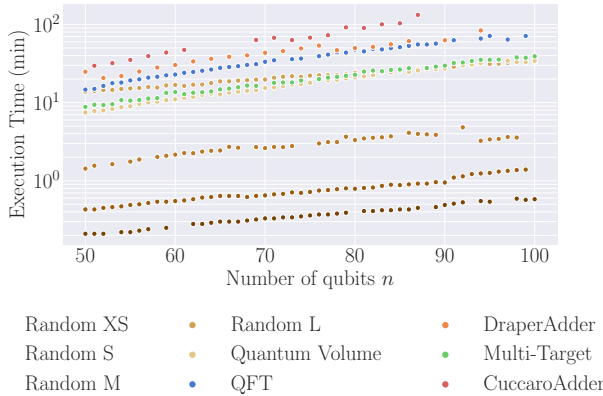 10²
10¹
10⁰
Execution Time (min)
50 60 70 80 90 100
Number of qubits n
Random XS Random L DraperAdder
Random S Quantum Volume Multi-Target
Random M QFT CuccaroAdder